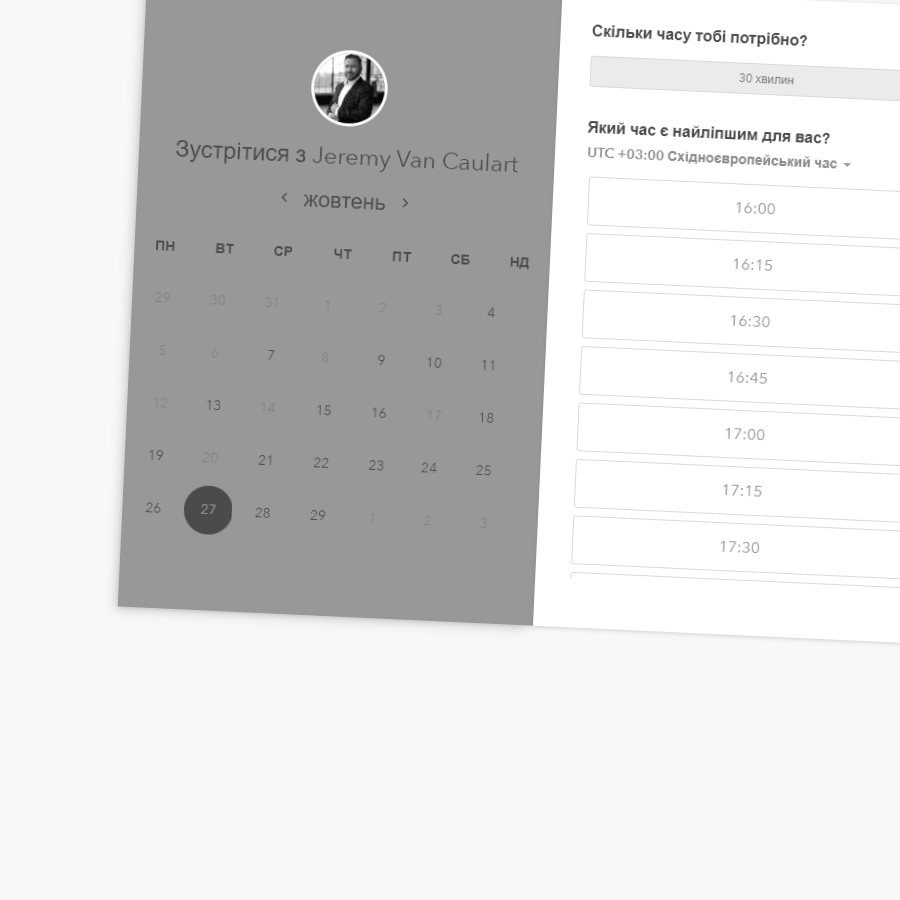 Зустрітися з Jeremy Van Caulart
‹ жовтень ›
ПН ВТ СР ЧТ ПТ СБ НД
29 30 31 1 2 3 4
5 6 7 8 9 10 11
12 13 14 15 16 17 18
19 20 21 22 23 24 25
26 27 28 29 1 2 3
Скільки часу тобі потрібно?
30 хвилин
Який час є найліпшим для вас?
UTC +03:00 Східноєвропейський час
16:00
16:15
16:30
16:45
17:00
17:15
17:30